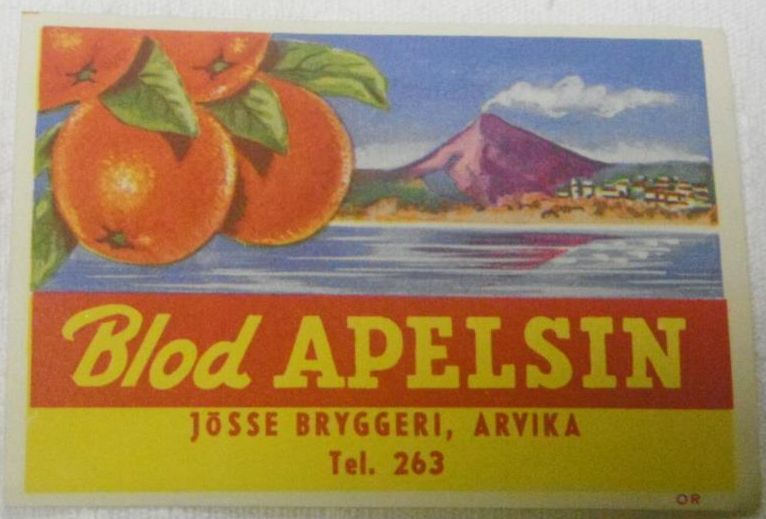 Blod APELSIN
JÖSSE BRYGGERI, ARVIKA
Tel. 263
OR